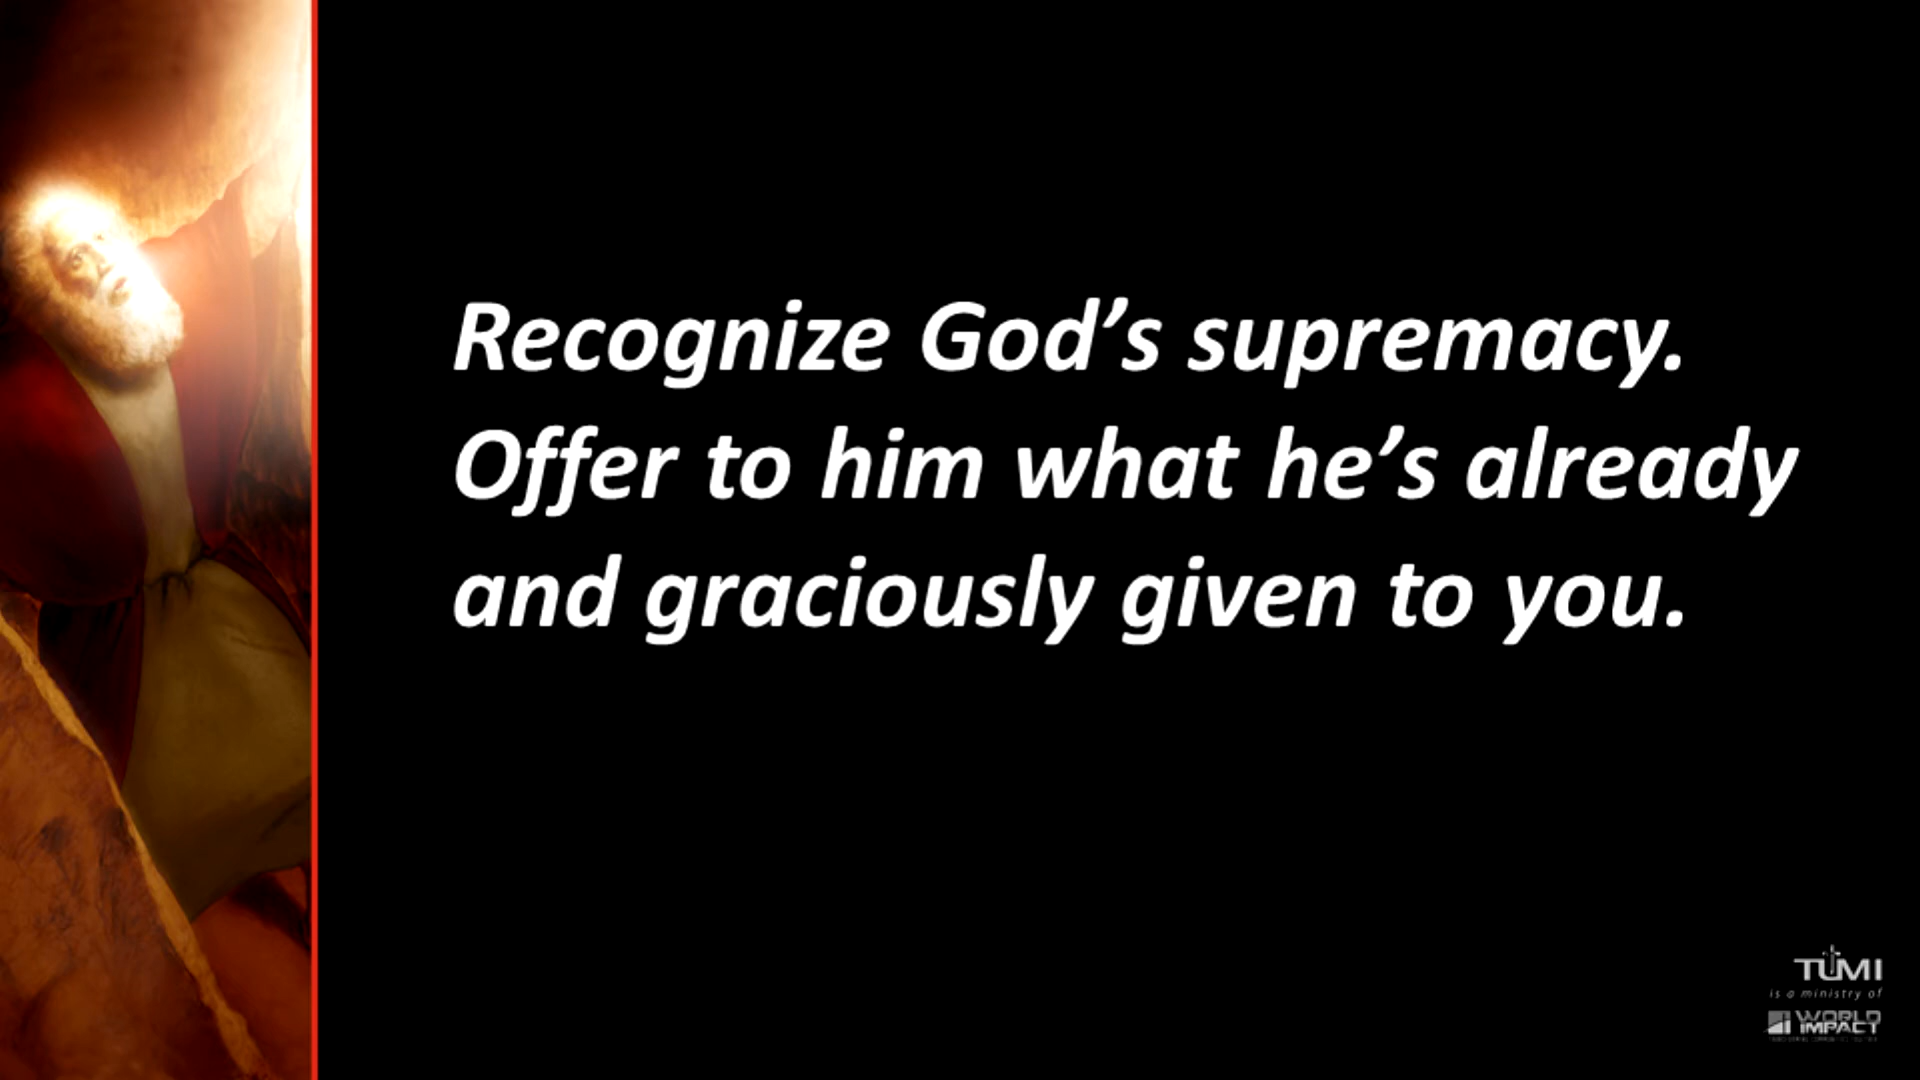 Recognize God’s supremacy.
Offer to him what he’s already
and graciously given to you.
TUMI
is a ministry of
WORLD
IMPACT